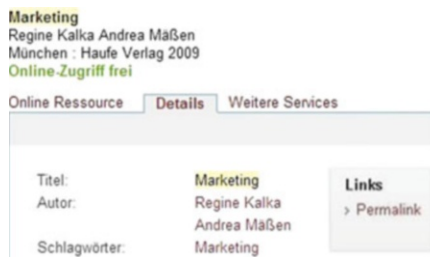 Marketing
Regine Kalka Andrea Mäßen
München : Haufe Verlag 2009
Online-Zugriff frei
Online Ressource Details Weitere Services
Titel: Marketing
Autor: Regine Kalka
Andrea Mäßen
Schlagwörter: Marketing
Links
> Permalink